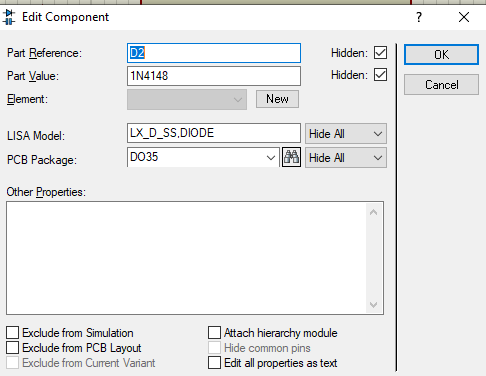 Edit Component
?
Part Reference: D2 Hidden:
OK
Part Value: 1N4148 Hidden:
Cancel
Element: New
LISA Model: LX_D_SS,DIODE Hide All
PCB Package: DO35 Hide All
Other Properties:
Exclude from Simulation Attach hierarchy module
Exclude from PCB Layout Hide common pins
Exclude from Current Variant Edit all properties as text